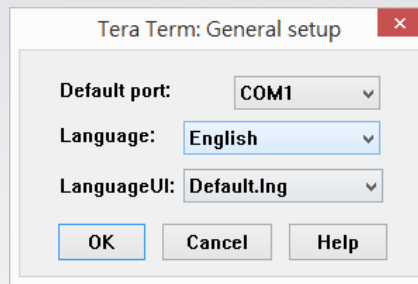 Tera Term: General setup
Default port: COM1
Language: English
LanguageUI: Default.lng
OK Cancel Help